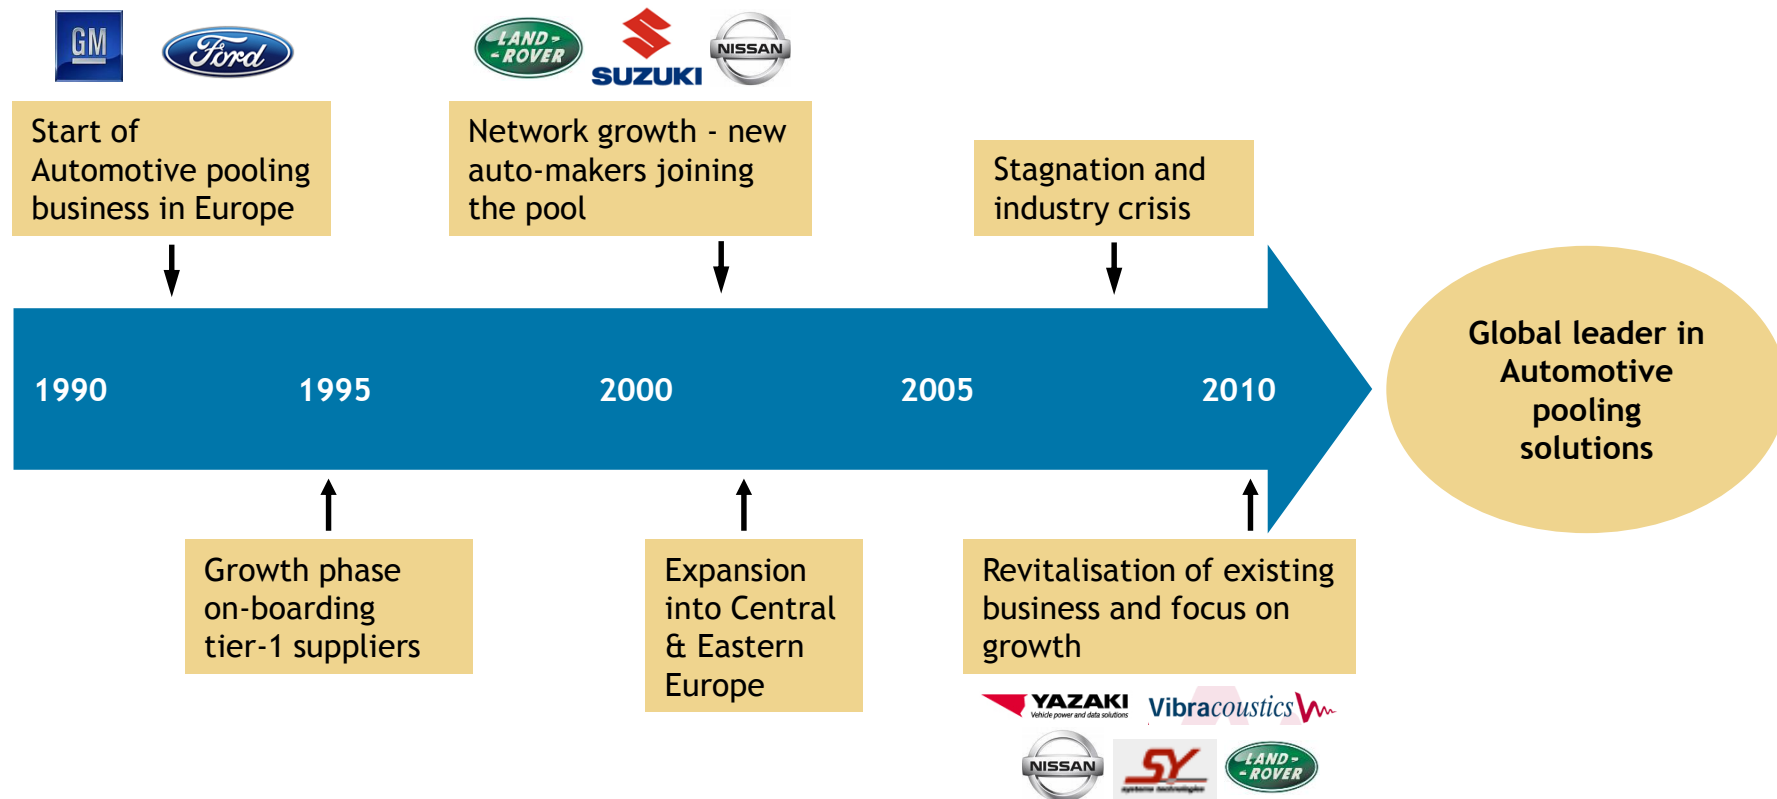 GM
Ford
LAND-
-ROVER
SUZUKI
NISSAN
Start of
Automotive pooling
business in Europe
Network growth - new
auto-makers joining
the pool
Stagnation and
industry crisis
1990
1995
2000
2005
2010
Global leader in
Automotive
pooling
solutions
Growth phase
on-boarding
tier-1 suppliers
Expansion
into Central
& Eastern
Europe
Revitalisation of existing
business and focus on
growth
YAZAKI
Vehicle power and data solutions
Vibracoustics
NISSAN
SY
systems technologies
LAND-
-ROVER